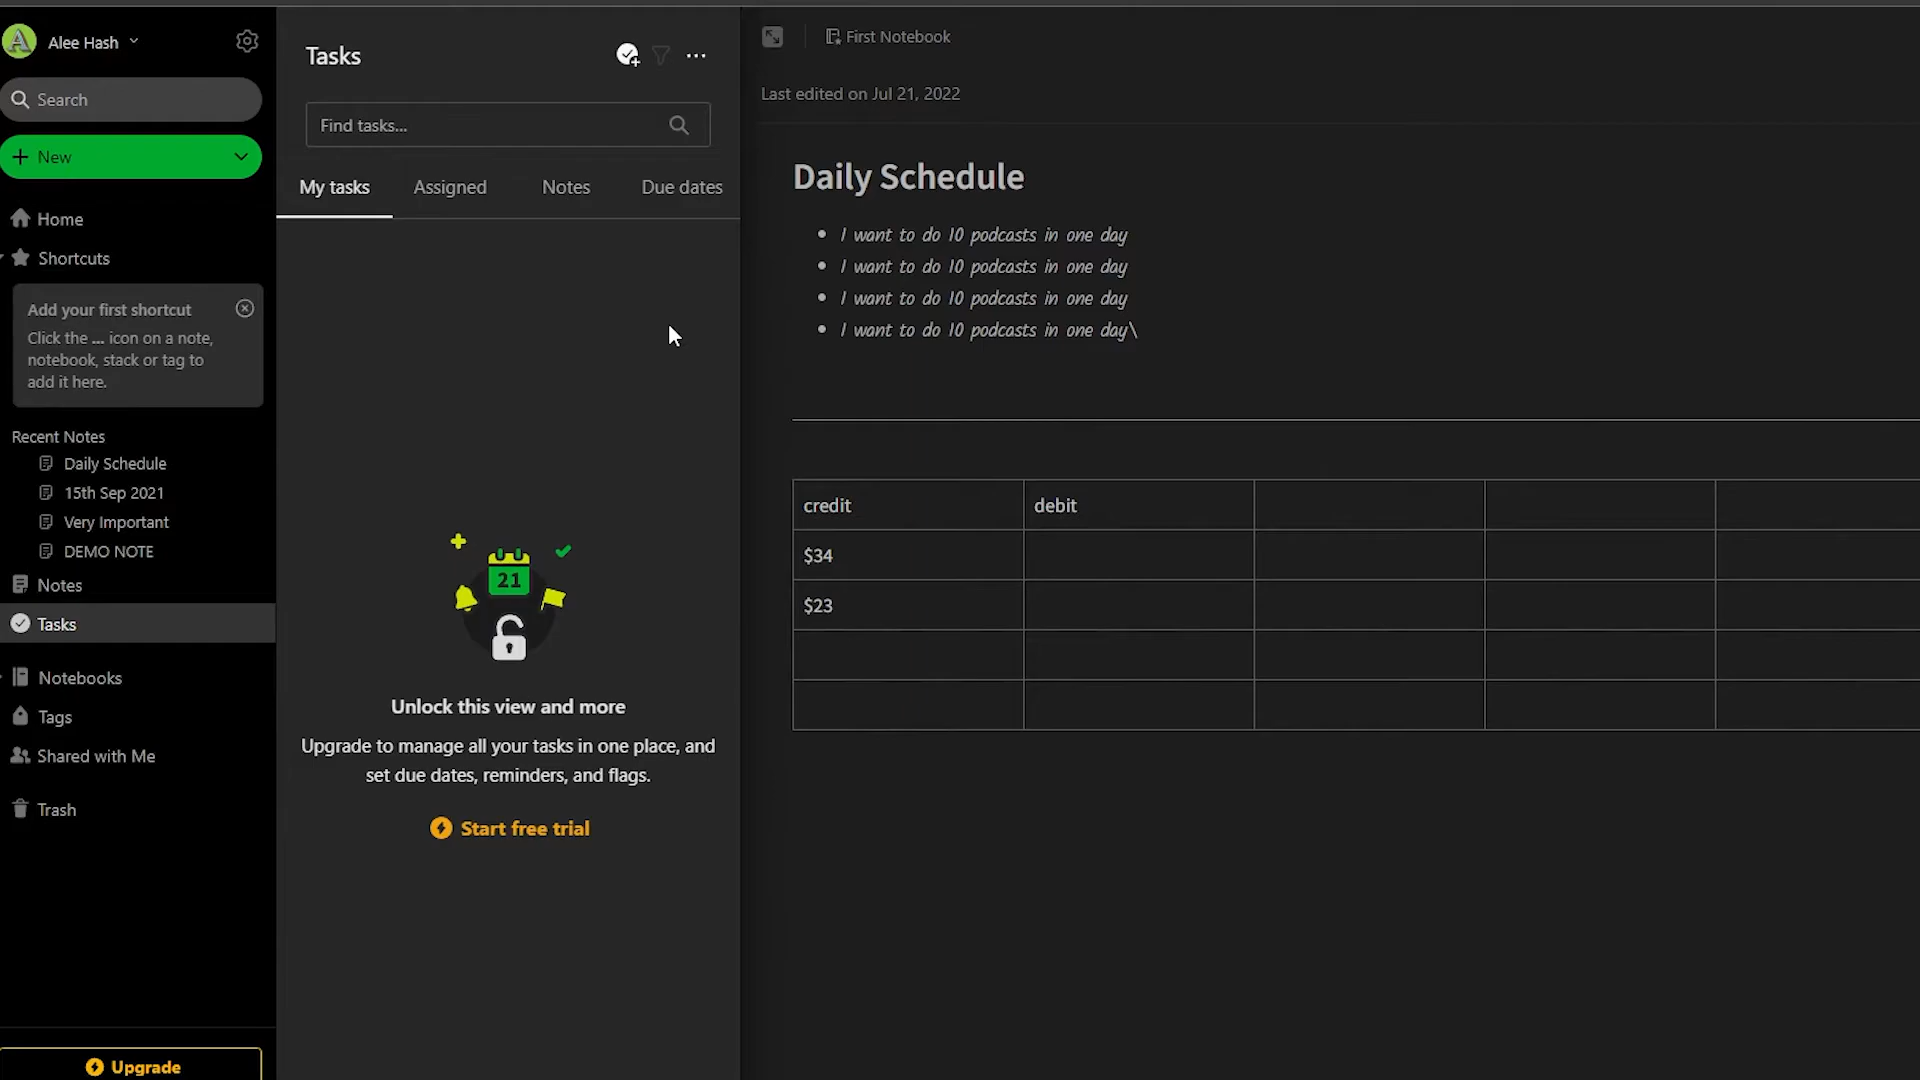 Alee Hash
Search
New
Home
Shortcuts
Add your first shortcut
Click the ... icon on a note,
notebook, stack or tag to
add it here.
Recent Notes
Daily Schedule
15th Sep 2021
Very Important
DEMO NOTE
Notes
Tasks
Notebooks
Tags
Shared with Me
Trash
Upgrade
Tasks
Find tasks...
My tasks Assigned Notes Due dates
21
Unlock this view and more
Upgrade to manage all your tasks in one place, and
set due dates, reminders, and flags.
Start free trial
First Notebook
Last edited on Jul 21, 2022
Daily Schedule
• I want to do 10 podcasts in one day
• I want to do 10 podcasts in one day
• I want to do 10 podcasts in one day
• I want to do 10 podcasts in one day\
credit debit
$34
$23